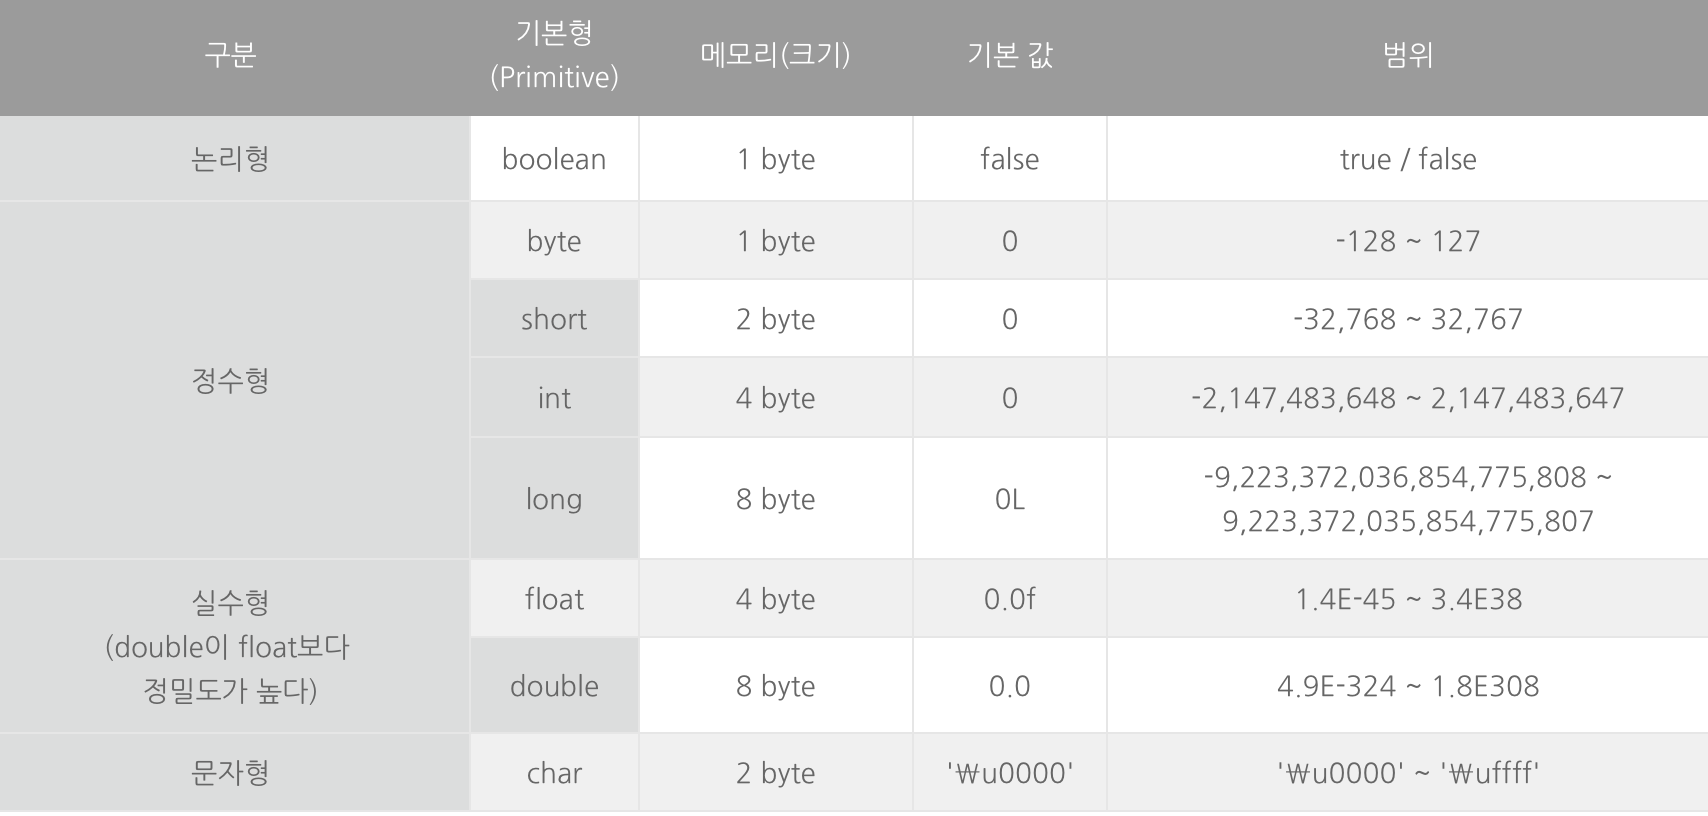 구분
기본형
(Primitive)
메모리(크기)
기본 값
범위
논리형
boolean
1 byte
false
true / false
정수형
byte
1 byte
0
-128 ~ 127
short
2 byte
0
-32,768 ~ 32,767
int
4 byte
0
-2,147,483,648 ~ 2,147,483,647
long
8 byte
0L
-9,223,372,036,854,775,808 ~
9,223,372,035,854,775,807
실수형
(double이 float보다
정밀도가 높다)
float
4 byte
0.0f
1.4E-45 ~ 3.4E38
double
8 byte
0.0
4.9E-324 ~ 1.8E308
문자형
char
2 byte
'₩u0000'
'₩u0000' ~ '₩uffff'